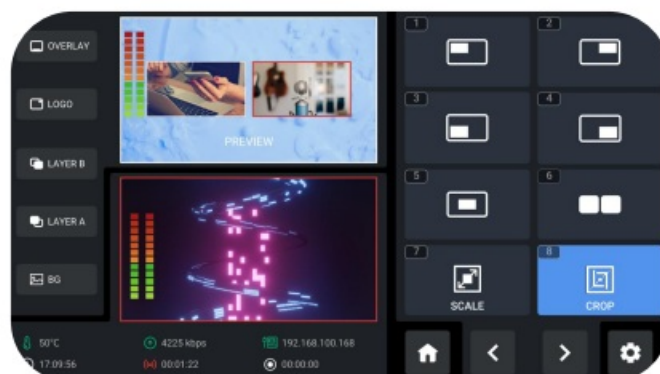 OVERLAY
LOGO
LAYER B
LAYER A
BG
PREVIEW
1
2
3
4
5
6
7
SCALE
8
CROP
50°C
4225 kbps
192.168.100.168
17:09:56
00:01:22
00:00:00